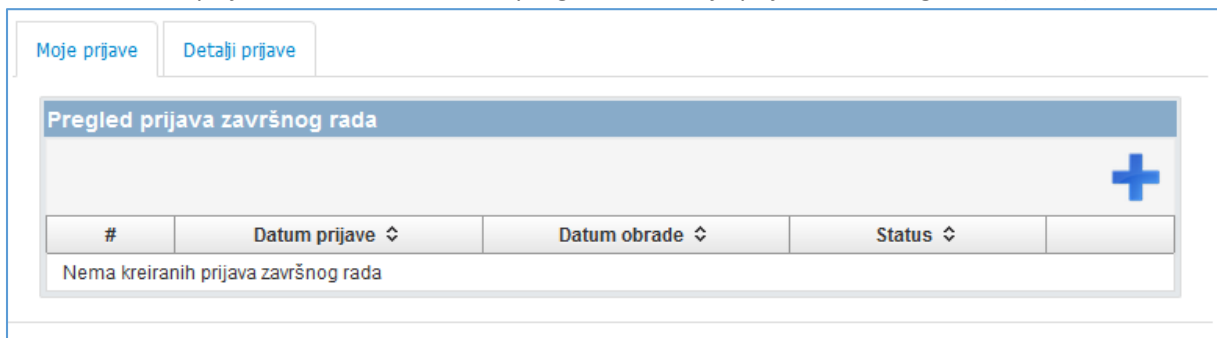 Moje prijave Detalji prijave
Pregled prijava završnog rada
# Datum prijave Datum obrade Status
Nema kreiranih prijava završnog rada